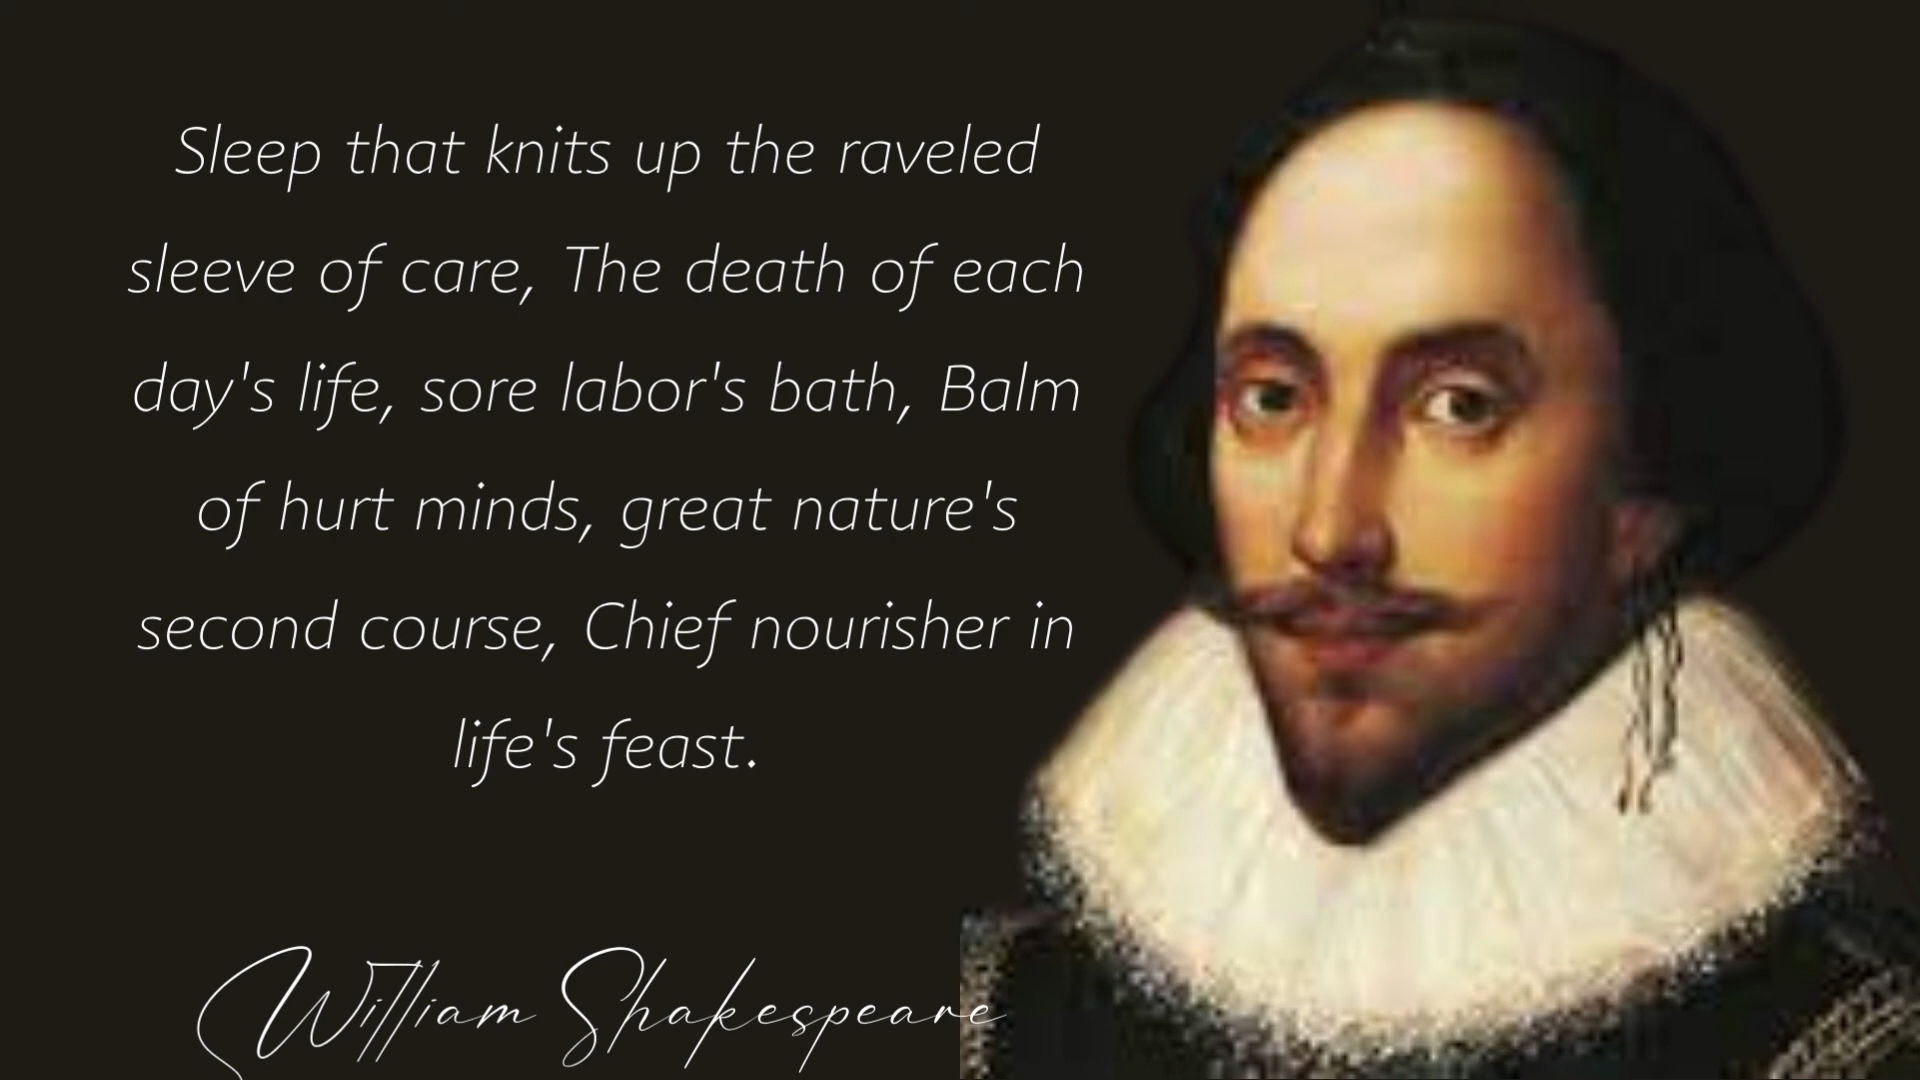 Sleep that knits up the raveled
sleeve of care, The death of each
day's life, sore labor's bath, Balm
of hurt minds, great nature's
second course, Chief nourisher in
life's feast.
William Shakespeare